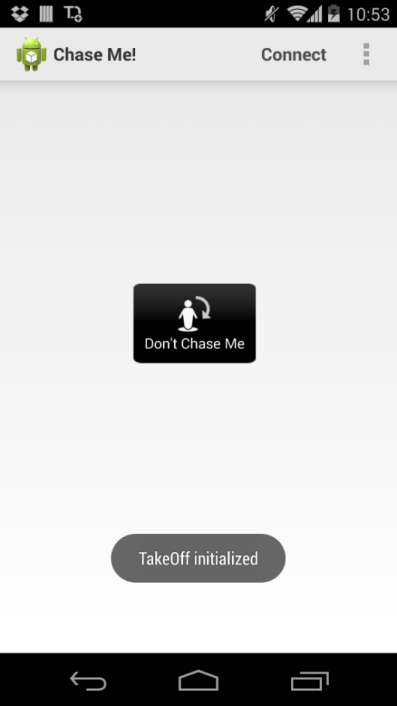 10:53
Chase Me!
Connect
Don't Chase Me
TakeOff initialized